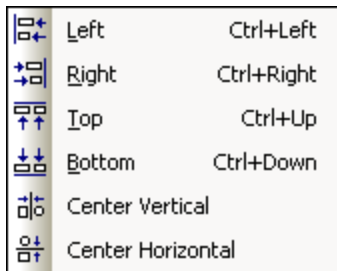 Left Ctrl+Left
Right Ctrl+Right
Top Ctrl+Up
Bottom Ctrl+Down
Center Vertical
Center Horizontal